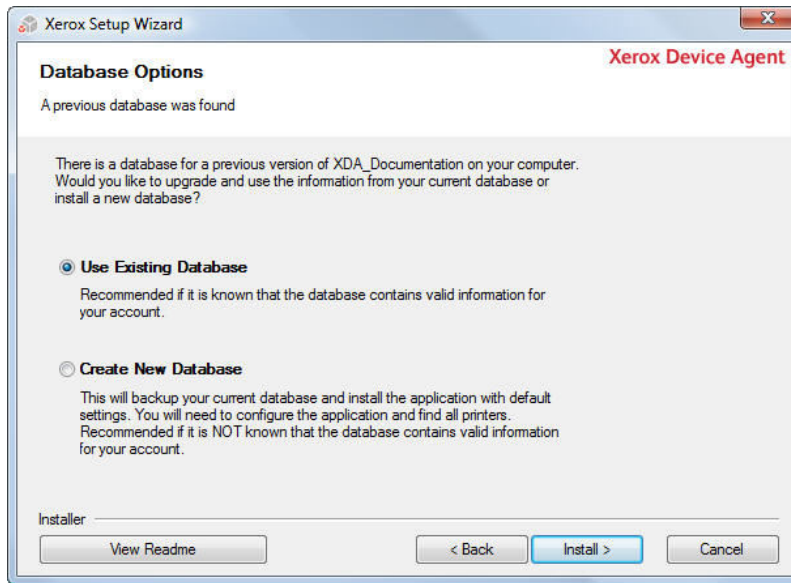 Xerox Setup Wizard
Xerox Device Agent
Database Options
A previous database was found
There is a database for a previous version of XDA_Documentation on your computer.
Would you like to upgrade and use the information from your current database or
install a new database?
Use Existing Database
Recommended if it is known that the database contains valid information for
your account.
Create New Database
This will backup your current database and install the application with default
settings. You will need to configure the application and find all printers.
Recommended if it is NOT known that the database contains valid information
for your account.
Installer
View Readme
< Back
Install >
Cancel